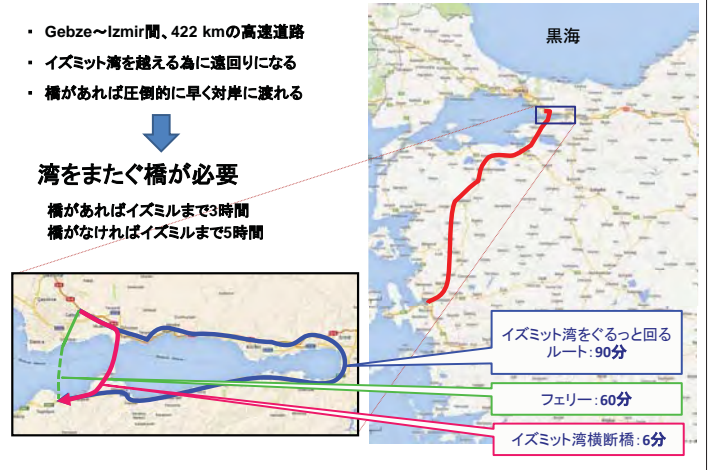 ・ Gebze～Izmir間、422 kmの高速道路
・ イズミット湾を越える為に遠回りになる
・ 橋があれば圧倒的に早く対岸に渡れる
湾をまたぐ橋が必要
橋があればイズミルまで3時間
橋がなければイズミルまで5時間
黒海
イズミット湾をぐるっと回る
ルート：90分
フェリー：60分
イズミット湾横断橋：6分